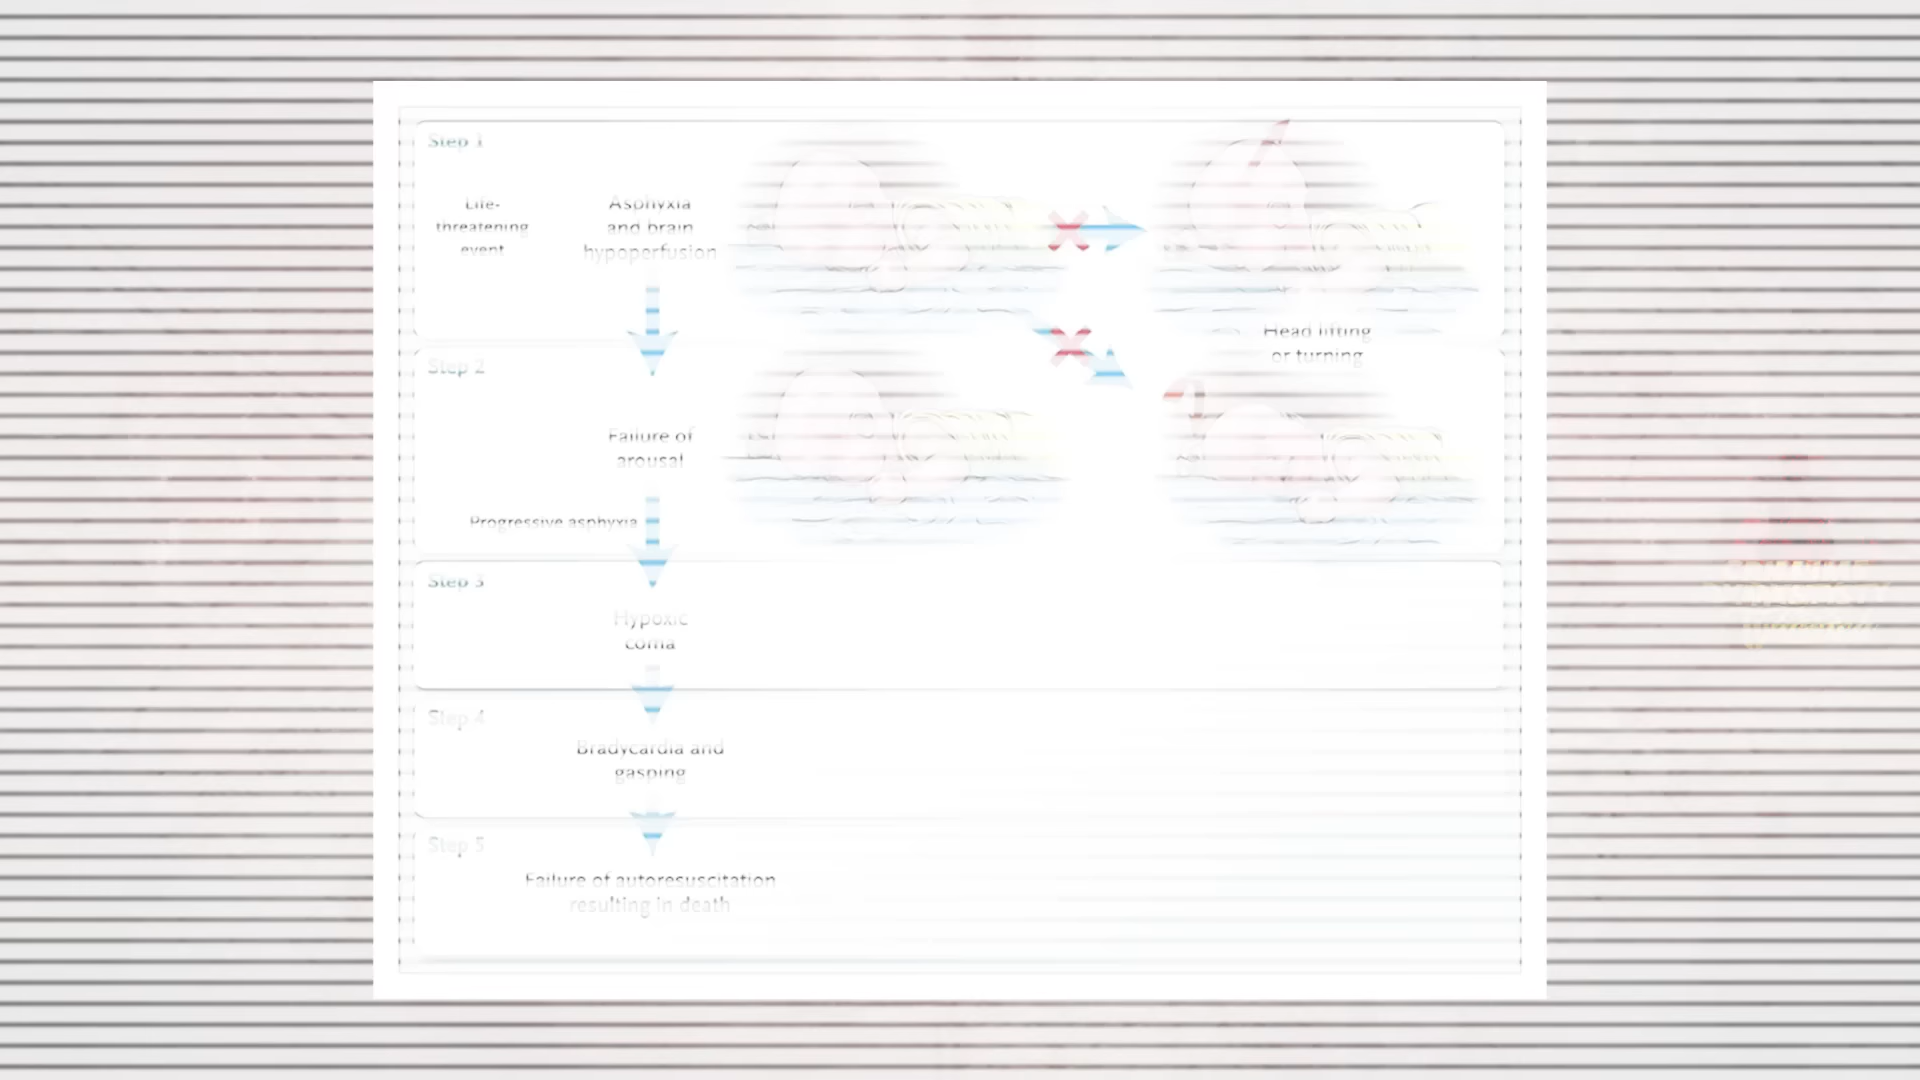 Step 1
Life-
threatening
event
Asphyxia
and brain
hypoperfusion
Head lifting
or turning
Step 2
Failure of
arousal
Progressive asphyxia
Step 3
Hypoxic
coma
Step 4
Bradycardia and
gasping
Step 5
Failure of autoresuscitation
resulting in death